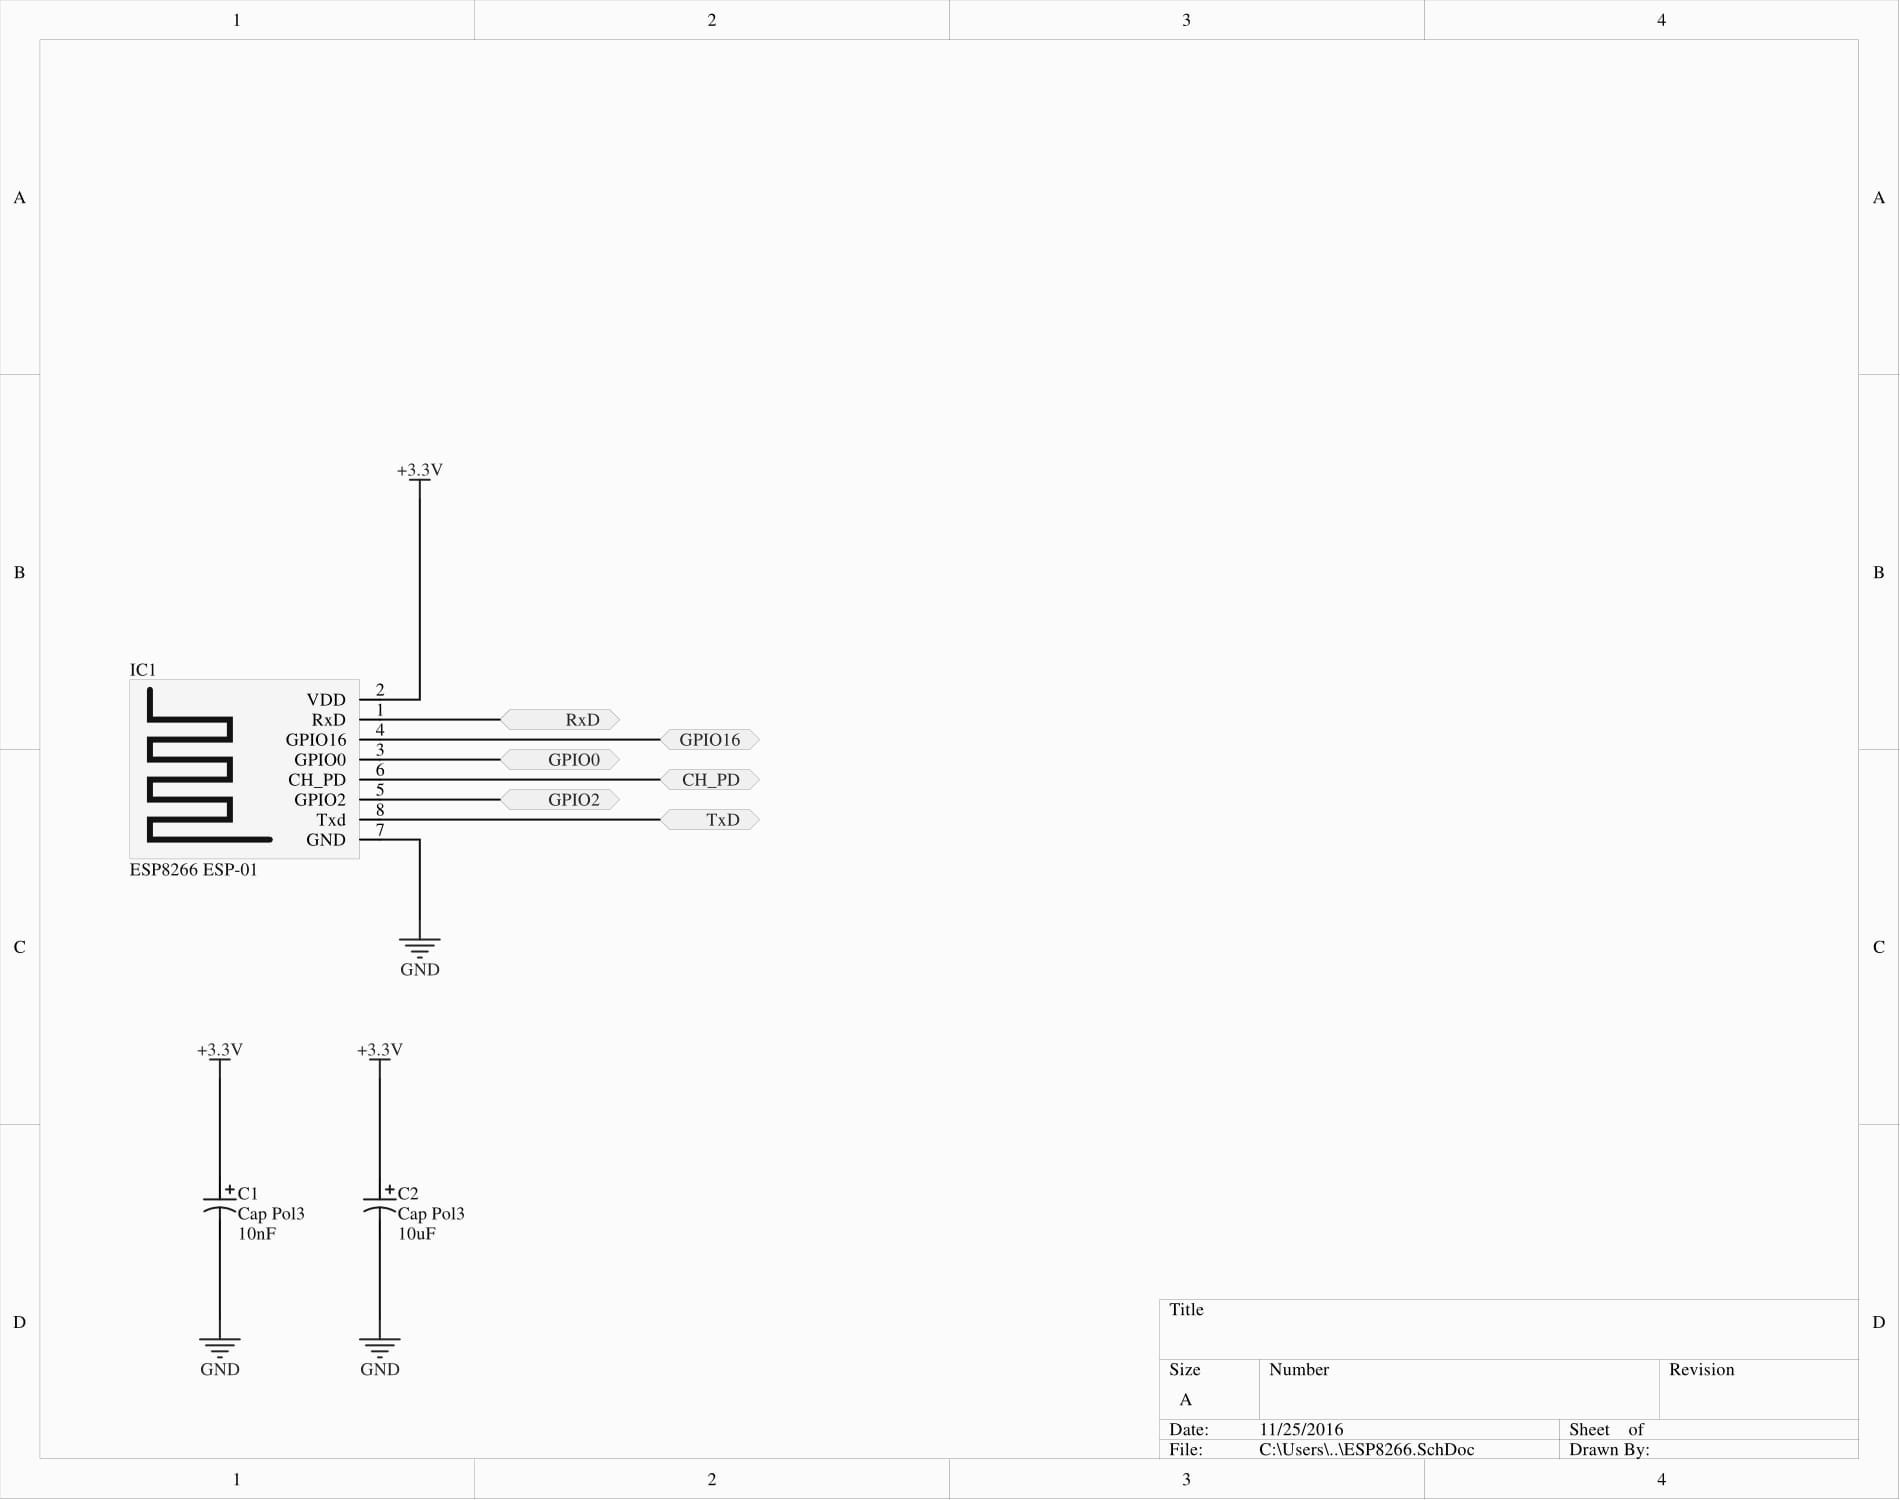 1 2 3 4
A A
+3.3V
B B
IC1
VDD 2
RxD 1 RxD
GPIO16 4 GPIO16
GPIO0 3 GPIO0
CH_PD 6 CH_PD
GPIO2 5 GPIO2
Txd 8 TxD
GND 7
ESP8266 ESP-01
C C
GND
+3.3V +3.3V
+ C1
Cap Pol3
10nF
+ C2
Cap Pol3
10uF
GND GND
D D
Title
Size Number Revision
A
Date: 11/25/2016 Sheet of
File: C:\Users\..\ESP8266.SchDoc Drawn By:
1 2 3 4